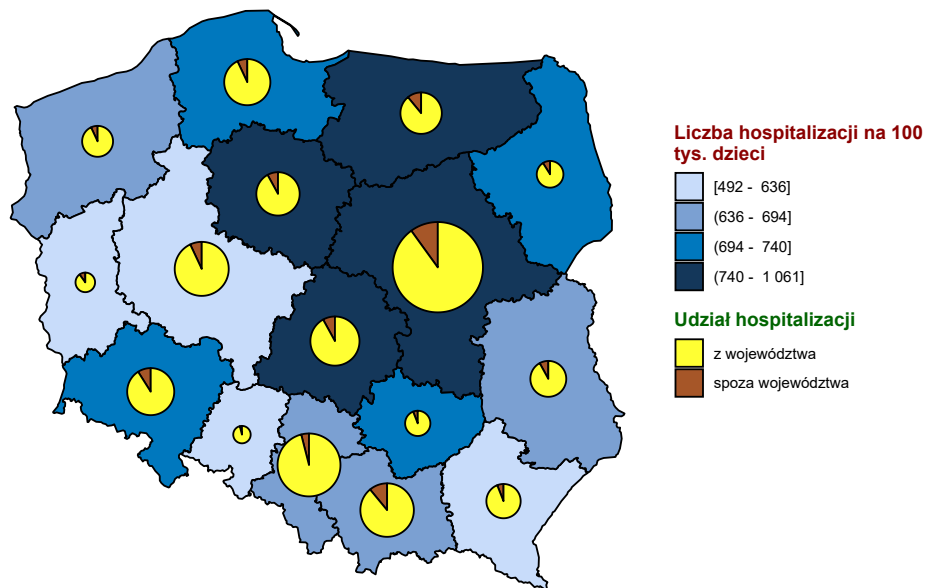 Liczba hospitalizacji na 100
tys. dzieci
[492 - 636]
(636 - 694]
(694 - 740]
(740 - 1 061]
Udział hospitalizacji
z województwa
spoza województwa